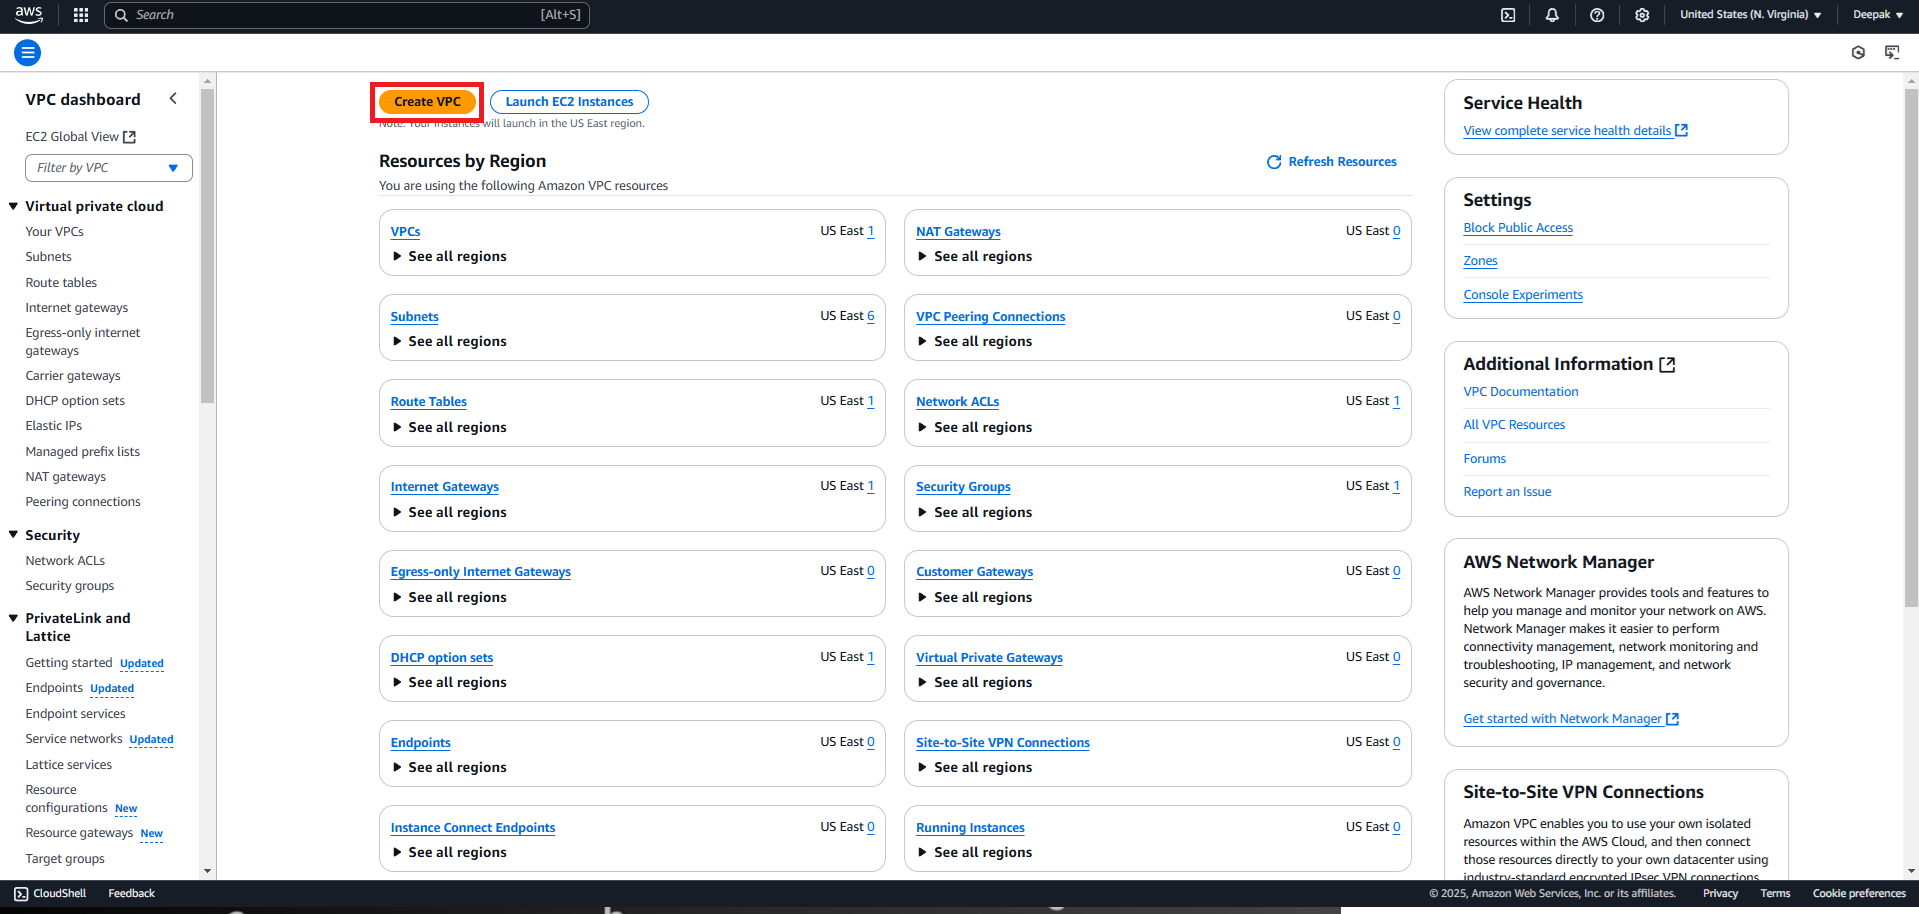 aws
Search [Alt+S]
United States (N. Virginia)
Deepak
VPC dashboard
EC2 Global View
Filter by VPC
Virtual private cloud
Your VPCs
Subnets
Route tables
Internet gateways
Egress-only internet
gateways
Carrier gateways
DHCP option sets
Elastic IPs
Managed prefix lists
NAT gateways
Peering connections
Security
Network ACLs
Security groups
PrivateLink and
Lattice
Getting started Updated
Endpoints Updated
Endpoint services
Service networks Updated
Lattice services
Resource
configurations New
Resource gateways New
Target groups
Create VPC
Launch EC2 Instances
Note: Your Instances will launch in the US East region.
Resources by Region
Refresh Resources
You are using the following Amazon VPC resources
VPCs US East 1
See all regions
NAT Gateways US East 0
See all regions
Subnets US East 6
See all regions
VPC Peering Connections US East 0
See all regions
Route Tables US East 1
See all regions
Network ACLs US East 1
See all regions
Internet Gateways US East 1
See all regions
Security Groups US East 1
See all regions
Egress-only Internet Gateways US East 0
See all regions
Customer Gateways US East 0
See all regions
DHCP option sets US East 1
See all regions
Virtual Private Gateways US East 0
See all regions
Endpoints US East 0
See all regions
Site-to-Site VPN Connections US East 0
See all regions
Instance Connect Endpoints US East 0
See all regions
Running Instances US East 0
See all regions
Service Health
View complete service health details
Settings
Block Public Access
Zones
Console Experiments
Additional Information
VPC Documentation
All VPC Resources
Forums
Report an Issue
AWS Network Manager
AWS Network Manager provides tools and features to
help you manage and monitor your network on AWS.
Network Manager makes it easier to perform
connectivity management, network monitoring and
troubleshooting, IP management, and network
security and governance.
Get started with Network Manager
Site-to-Site VPN Connections
Amazon VPC enables you to use your own isolated
resources within the AWS Cloud, and then connect
those resources directly to your own datacenter using
industry-standard encrypted IPsec VPN connections.
CloudShell
Feedback
© 2025, Amazon Web Services, Inc. or its affiliates.
Privacy
Terms
Cookie preferences